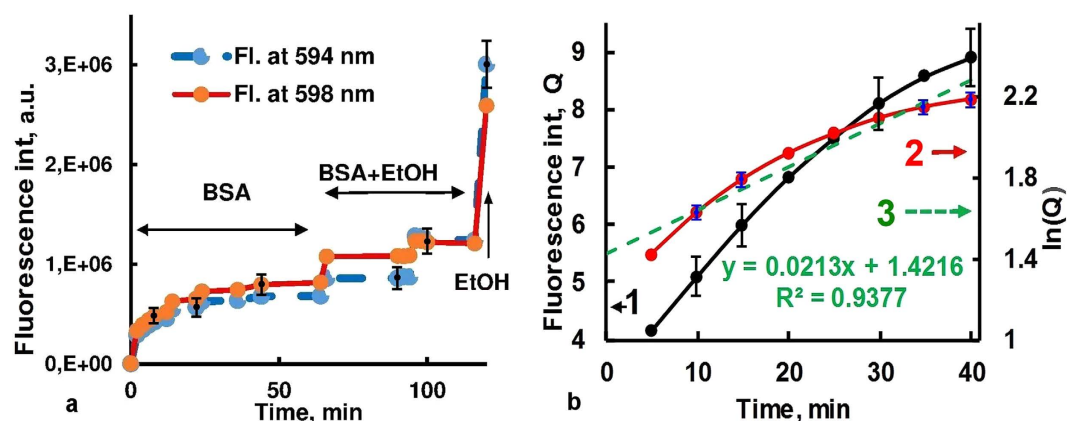 a
3,E+06
2,E+06
1,E+06
0,E+00
Fluorescence int, a.u.
Fl. at 594 nm
Fl. at 598 nm
BSA
BSA+EtOH
EtOH
0
50
100
Time, min
a
b
9
8
7
6
5
4
Fluorescence int, Q
2.2
1.8
1.4
1
ln(Q)
2
3
y = 0.0213x + 1.4216
R² = 0.9377
1
0
10
20
30
40
Time, min
b